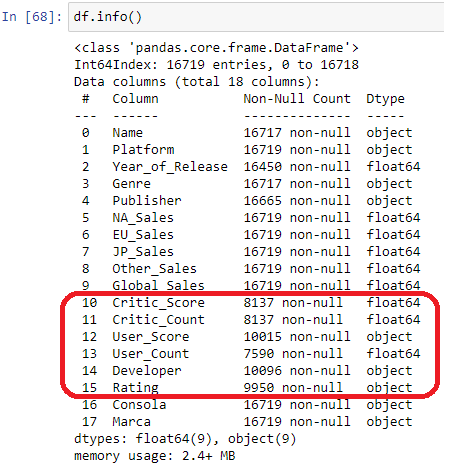 In [68]: df.info()
<class 'pandas.core.frame.DataFrame'>
Int64Index: 16719 entries, 0 to 16718
Data columns (total 18 columns):
# Column Non-Null Count Dtype
--- ------ -------------- -----
0 Name 16717 non-null object
1 Platform 16719 non-null object
2 Year_of_Release 16450 non-null float64
3 Genre 16717 non-null object
4 Publisher 16665 non-null object
5 NA_Sales 16719 non-null float64
6 EU_Sales 16719 non-null float64
7 JP_Sales 16719 non-null float64
8 Other_Sales 16719 non-null float64
9 Global_Sales 16719 non-null float64
10 Critic_Score 8137 non-null float64
11 Critic_Count 8137 non-null float64
12 User_Score 10015 non-null object
13 User_Count 7590 non-null float64
14 Developer 10096 non-null object
15 Rating 9950 non-null object
16 Consola 16719 non-null object
17 Marca 16719 non-null object
dtypes: float64(9), object(9)
memory usage: 2.4+ MB